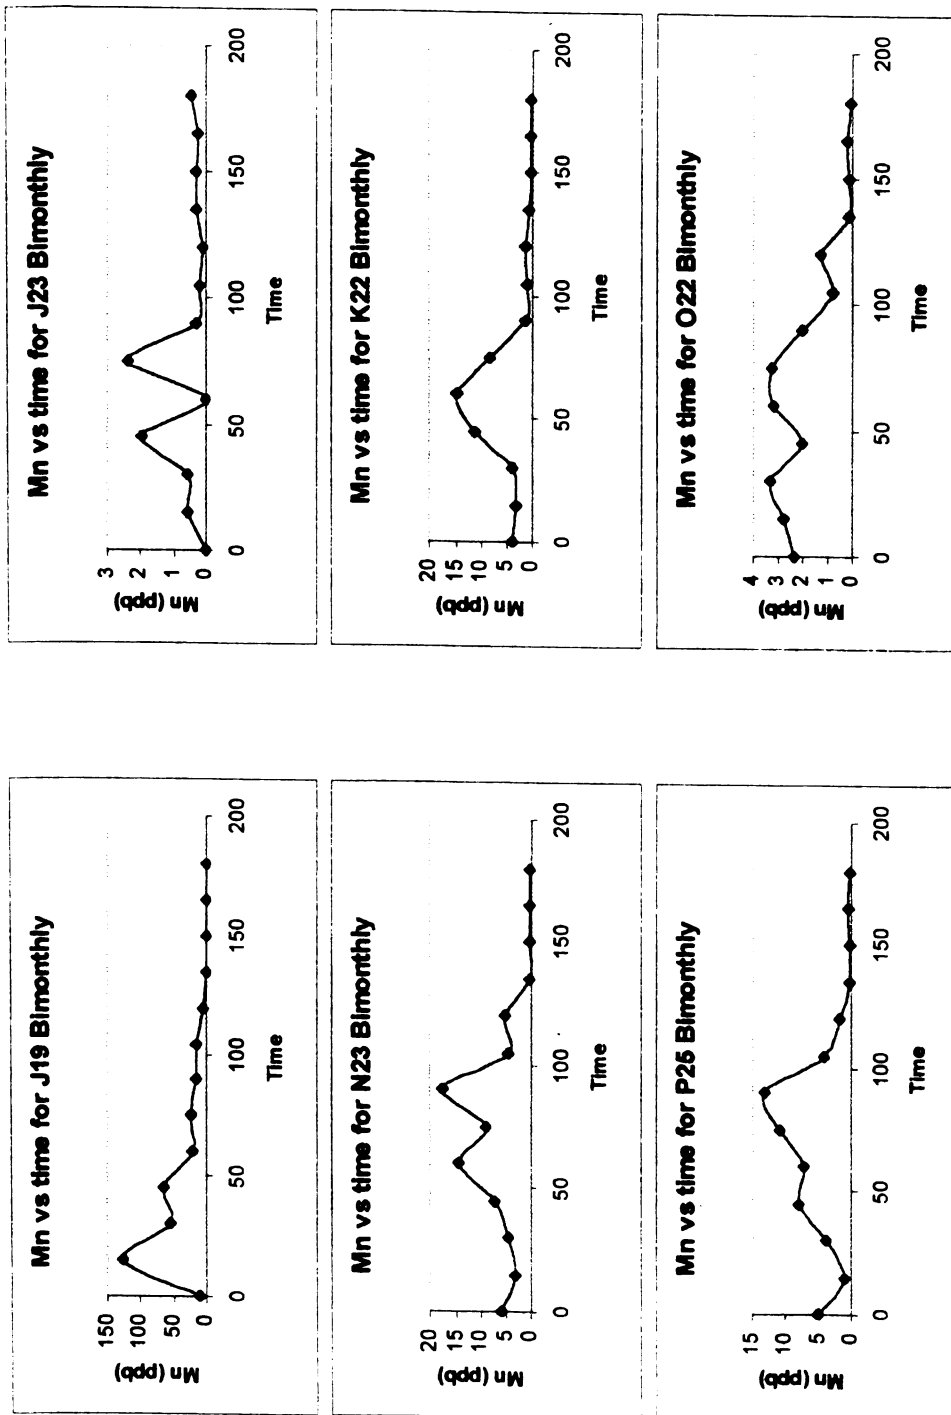 Mn vs time for J19 Bimonthly
Mn (ppb)
150
100
50
0
0 50 100 150 200
Time
Mn vs time for J23 Bimonthly
Mn (ppb)
3
2
1
0
0 50 100 150 200
Time
Mn vs time for N23 Bimonthly
Mn (ppb)
20
15
10
5
0
0 50 100 150 200
Time
Mn vs time for K22 Bimonthly
Mn (ppb)
20
15
10
5
0
0 50 100 150 200
Time
Mn vs time for P25 Bimonthly
Mn (ppb)
15
10
5
0
0 50 100 150 200
Time
Mn vs time for O22 Bimonthly
Mn (ppb)
4
3
2
1
0
0 50 100 150 200
Time